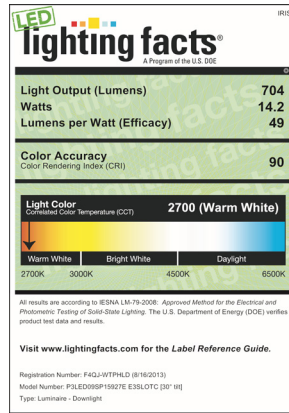 LED
IRIS
lighting facts®
A Program of the U.S. DOE
Light Output (Lumens) 704
Watts 14.2
Lumens per Watt (Efficacy) 49
Color Accuracy 90
Color Rendering Index (CRI)
Light Color 2700 (Warm White)
Correlated Color Temperature (CCT)
Warm White Bright White Daylight
2700K 3000K 4500K 6500K
All results are according to IESNA LM-79-2008: Approved Method for the Electrical and
Photometric Testing of Solid-State Lighting. The U.S. Department of Energy (DOE) verifies
product test data and results.
Visit www.lightingfacts.com for the Label Reference Guide.
Registration Number: F4QJ-WTPHLD (8/16/2013)
Model Number: P3LED09SP15927E E3SLOTC [30° tilt]
Type: Luminaire - Downlight